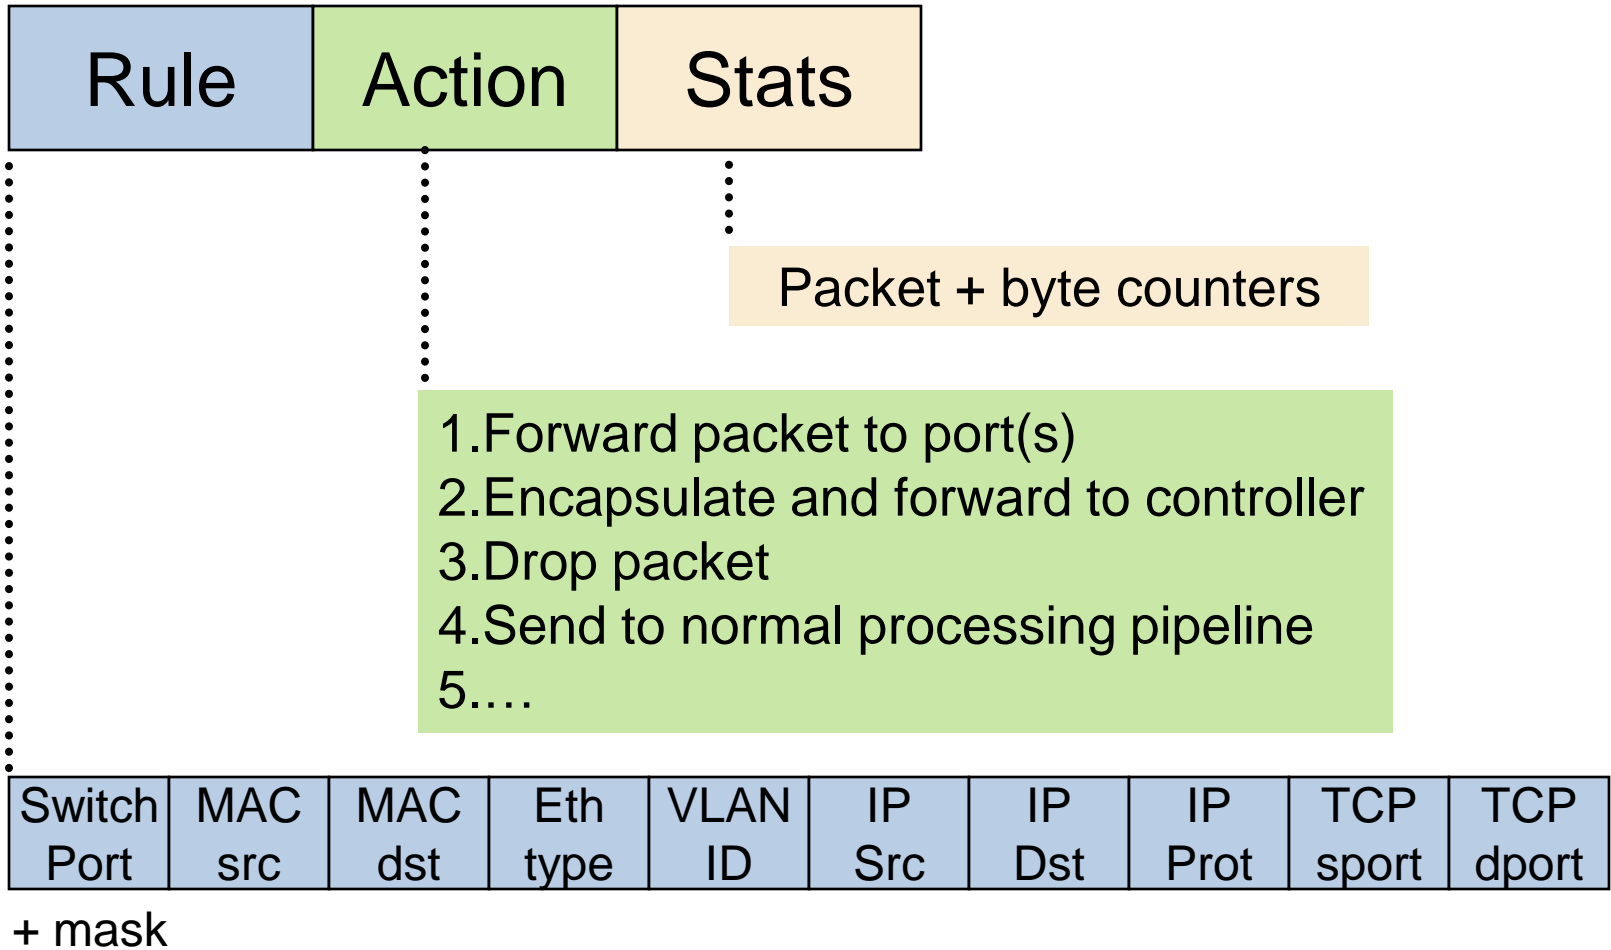 Rule Action Stats
Packet + byte counters
1.Forward packet to port(s)
2.Encapsulate and forward to controller
3.Drop packet
4.Send to normal processing pipeline
5.…
Switch MAC MAC Eth VLAN IP IP IP TCP TCP
Port src dst type ID Src Dst Prot sport dport
+ mask